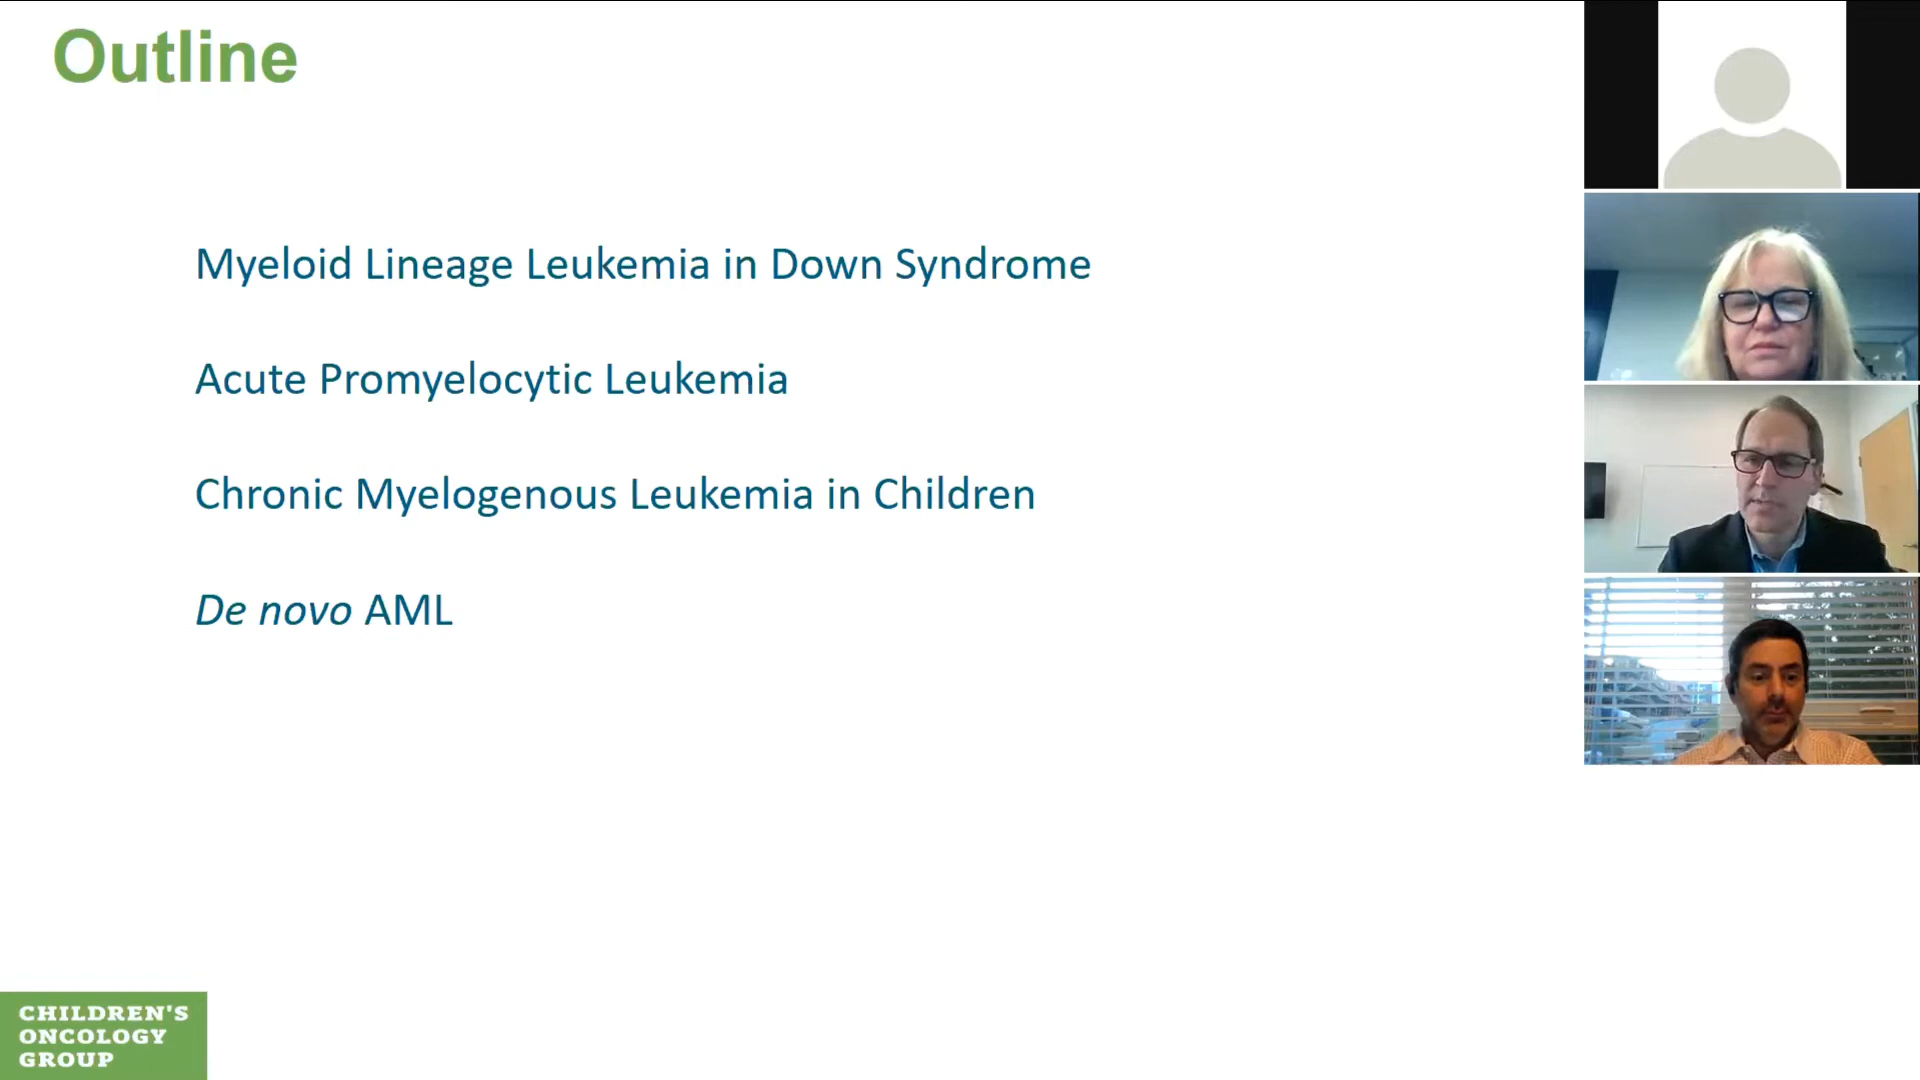 Outline
Myeloid Lineage Leukemia in Down Syndrome
Acute Promyelocytic Leukemia
Chronic Myelogenous Leukemia in Children
De novo AML
CHILDREN'S
ONCOLOGY
GROUP